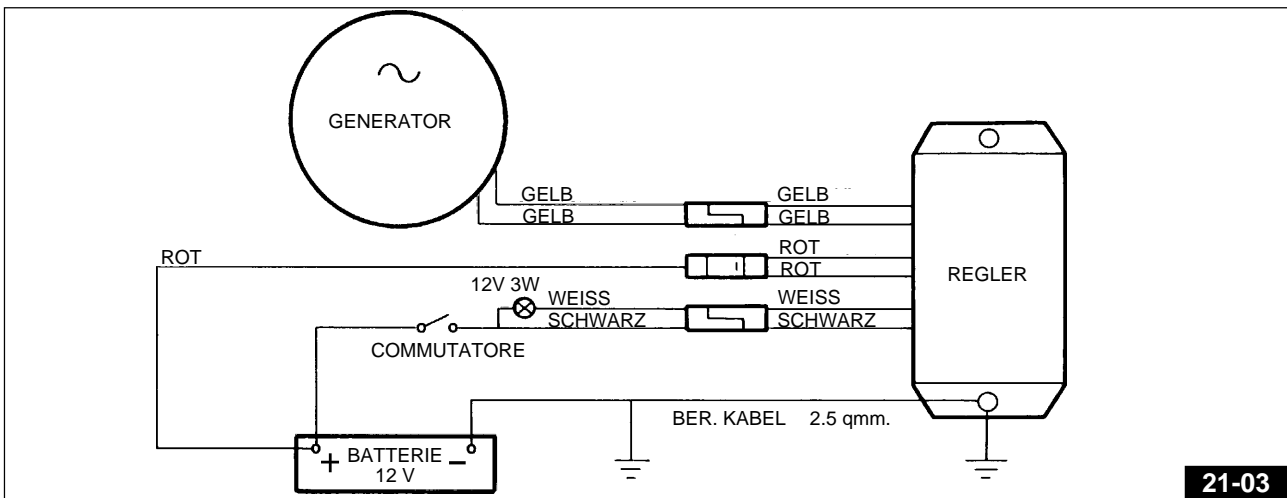 GENERATOR
GELB GELB
GELB GELB
ROT ROT
ROT
REGLER
12V 3W
WEISS WEISS
SCHWARZ SCHWARZ
COMMUTATORE
BER. KABEL 2.5 qmm.
+ BATTERIE −
12 V
21-03